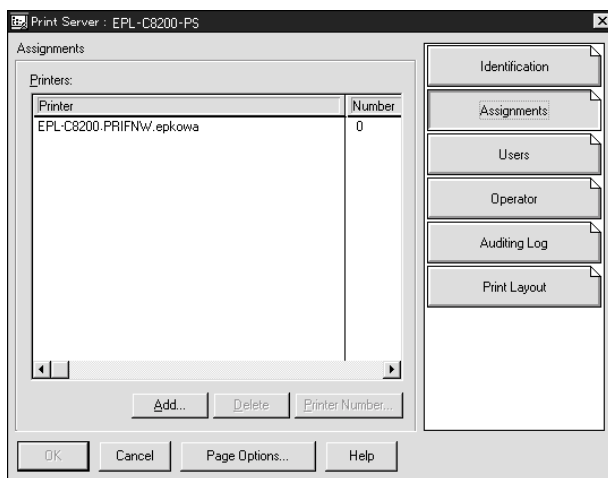 Print Server : EPL-C8200-PS
Assignments
Printers:
Printer Number
EPL-C8200.PRIFNW.epkowa 0
Add... Delete Printer Number...
OK Cancel Page Options... Help
Identification
Assignments
Users
Operator
Auditing Log
Print Layout